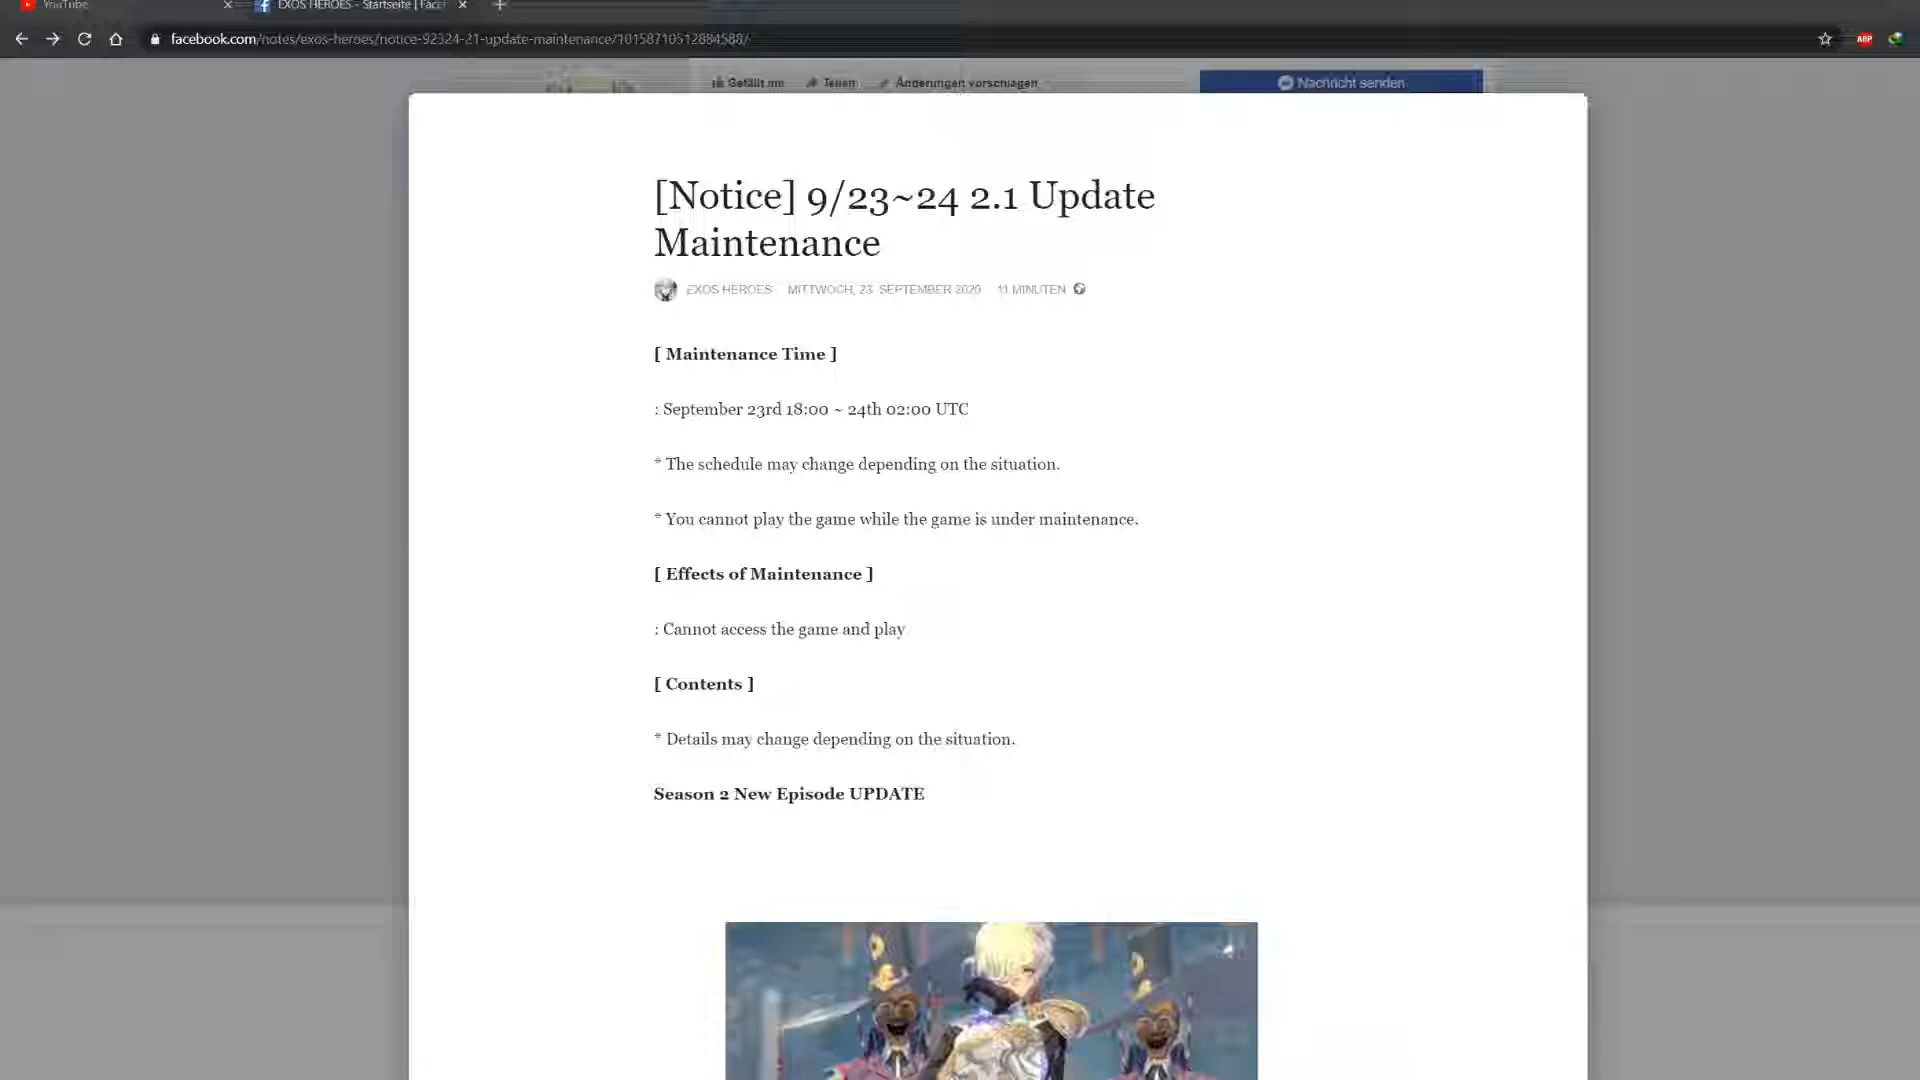 YouTube
EXOS HEROES - Startseite | Face
facebook.com/notes/exos-heroes/notice-92324-21-update-maintenance/10158710512884588/
ABP
Gefällt mir Teilen Änderungen vorschlagen
Nachricht senden
[Notice] 9/23~24 2.1 Update
Maintenance
EXOS HEROES MITTWOCH, 23. SEPTEMBER 2020 11 MINUTEN
[ Maintenance Time ]
: September 23rd 18:00 ~ 24th 02:00 UTC
* The schedule may change depending on the situation.
* You cannot play the game while the game is under maintenance.
[ Effects of Maintenance ]
: Cannot access the game and play
[ Contents ]
* Details may change depending on the situation.
Season 2 New Episode UPDATE